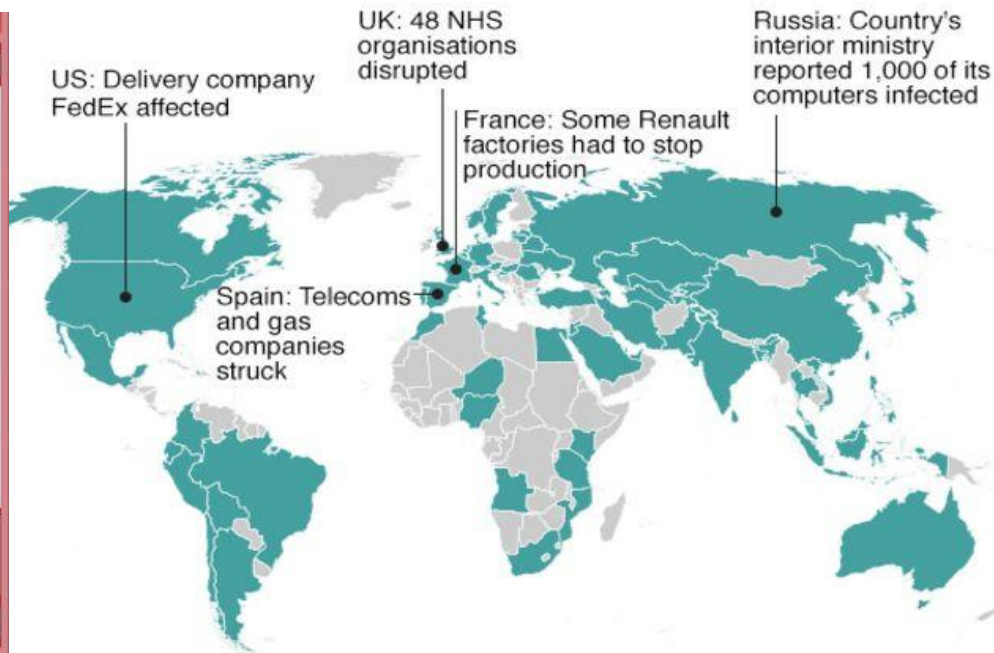 UK: 48 NHS
organisations
disrupted
Russia: Country's
interior ministry
reported 1,000 of its
computers infected
US: Delivery company
FedEx affected
France: Some Renault
factories had to stop
production
Spain: Telecoms
and gas
companies
struck